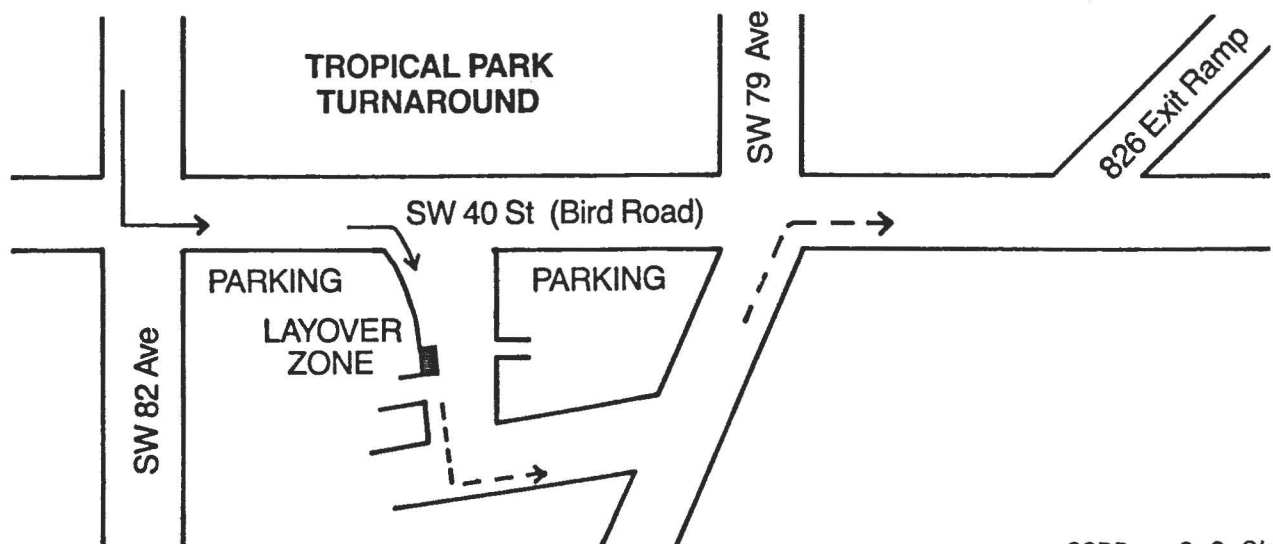 TROPICAL PARK
TURNAROUND
SW 79 Ave
826 Exit Ramp
SW 40 St (Bird Road)
PARKING
PARKING
LAYOVER
ZONE
SW 82 Ave